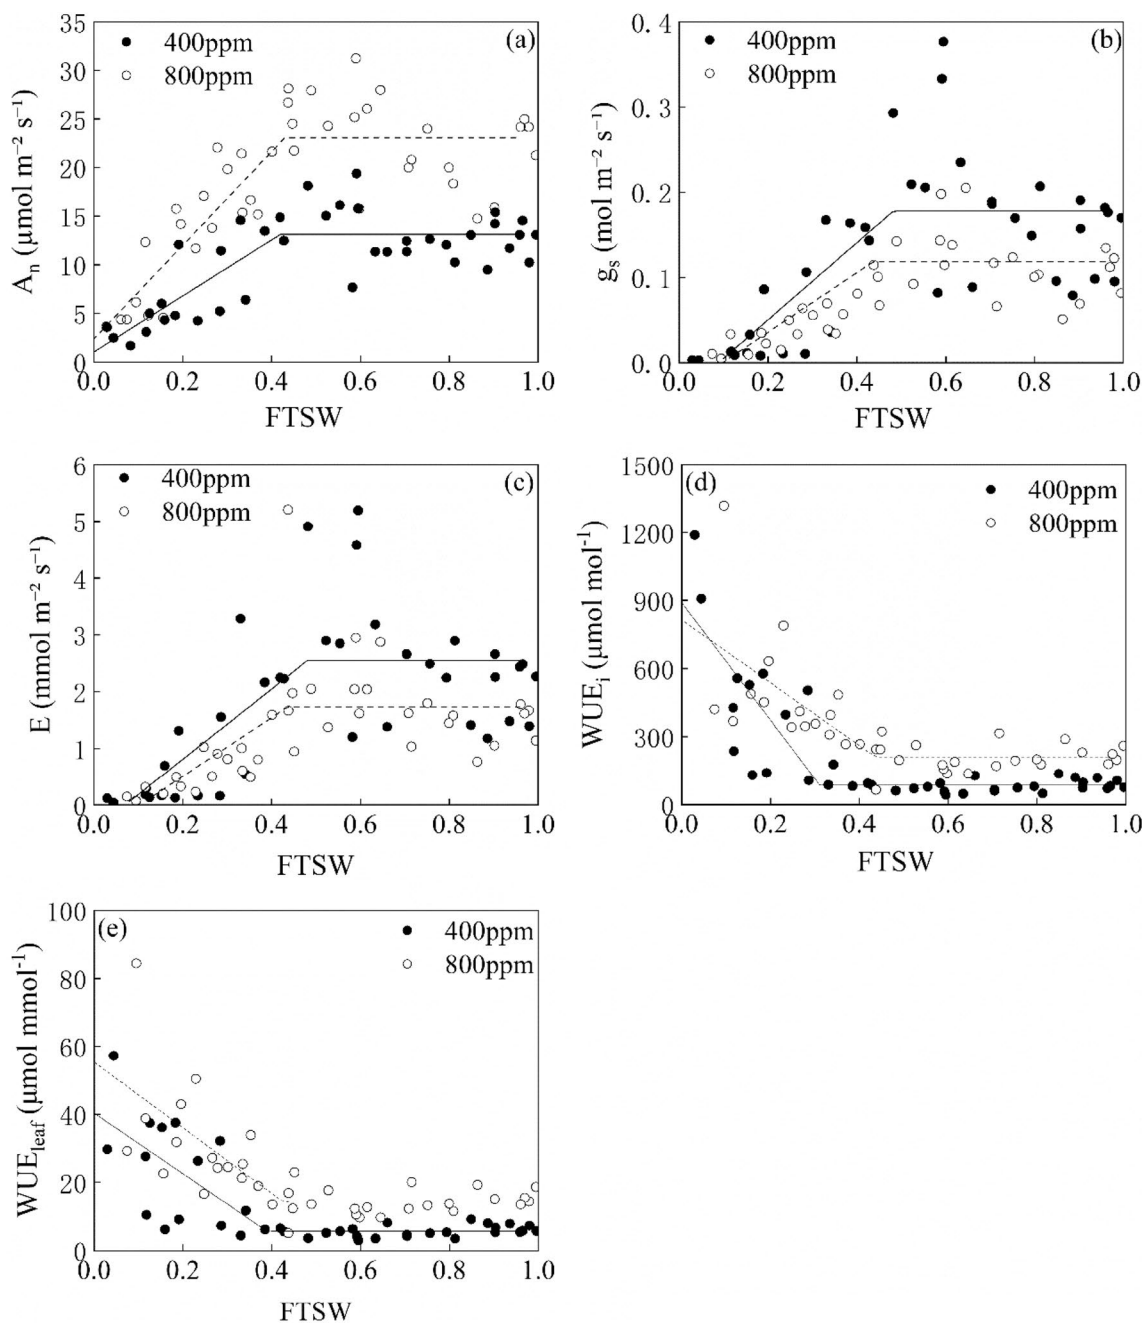 35
30
25
20
15
10
5
0
400ppm
800ppm
(a)
Aₙ (μmol m⁻² s⁻¹)
0.0 0.2 0.4 0.6 0.8 1.0
FTSW
0. 4
0. 3
0. 2
0. 1
0. 0
400ppm
800ppm
(b)
gₛ (mol m⁻² s⁻¹)
0.0 0.2 0.4 0.6 0.8 1.0
FTSW
6
5
4
3
2
1
0
400ppm
800ppm
(c)
E (mmol m⁻² s⁻¹)
0.0 0.2 0.4 0.6 0.8 1.0
FTSW
1500
1200
900
600
300
0
(d)
400ppm
800ppm
WUEᵢ (μmol mol⁻¹)
0.0 0.2 0.4 0.6 0.8 1.0
FTSW
100
80
60
40
20
0
(e)
400ppm
800ppm
WUE_leaf (μmol mmol⁻¹)
0.0 0.2 0.4 0.6 0.8 1.0
FTSW